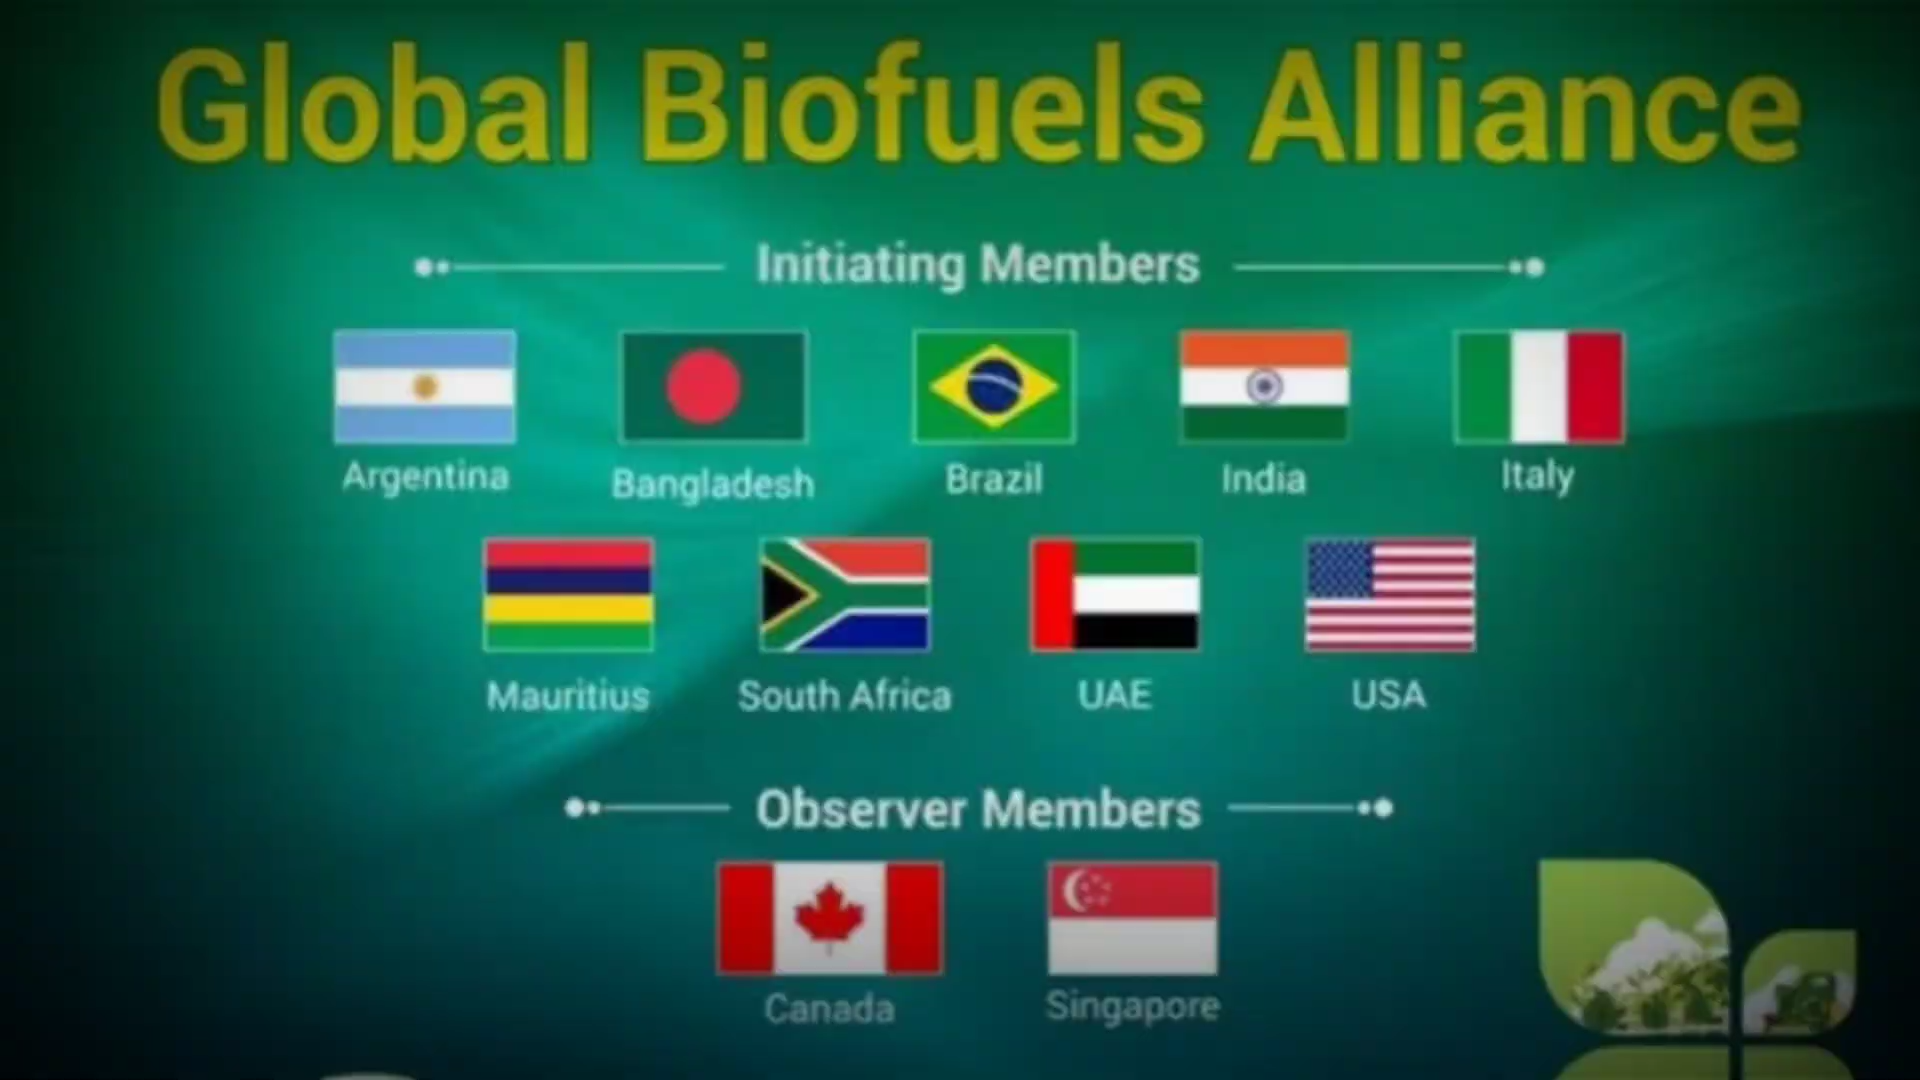 Global Biofuels Alliance
Initiating Members
Argentina Bangladesh Brazil India Italy
Mauritius South Africa UAE USA
Observer Members
Canada Singapore